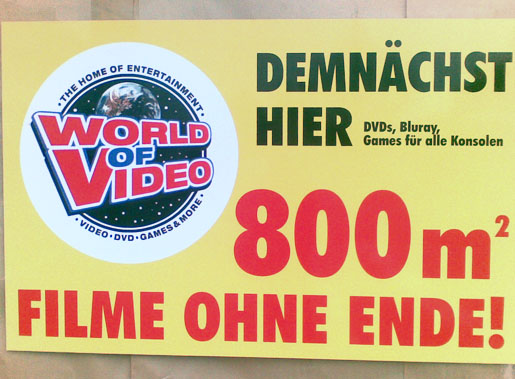 · THE HOME OF ENTERTAINMENT ·
WORLD
OF
VIDEO
· VIDEO · DVD · GAMES & MORE ·
DEMNÄCHST
HIER
DVDs, Bluray,
Games für alle Konsolen
800 m²
FILME OHNE ENDE!